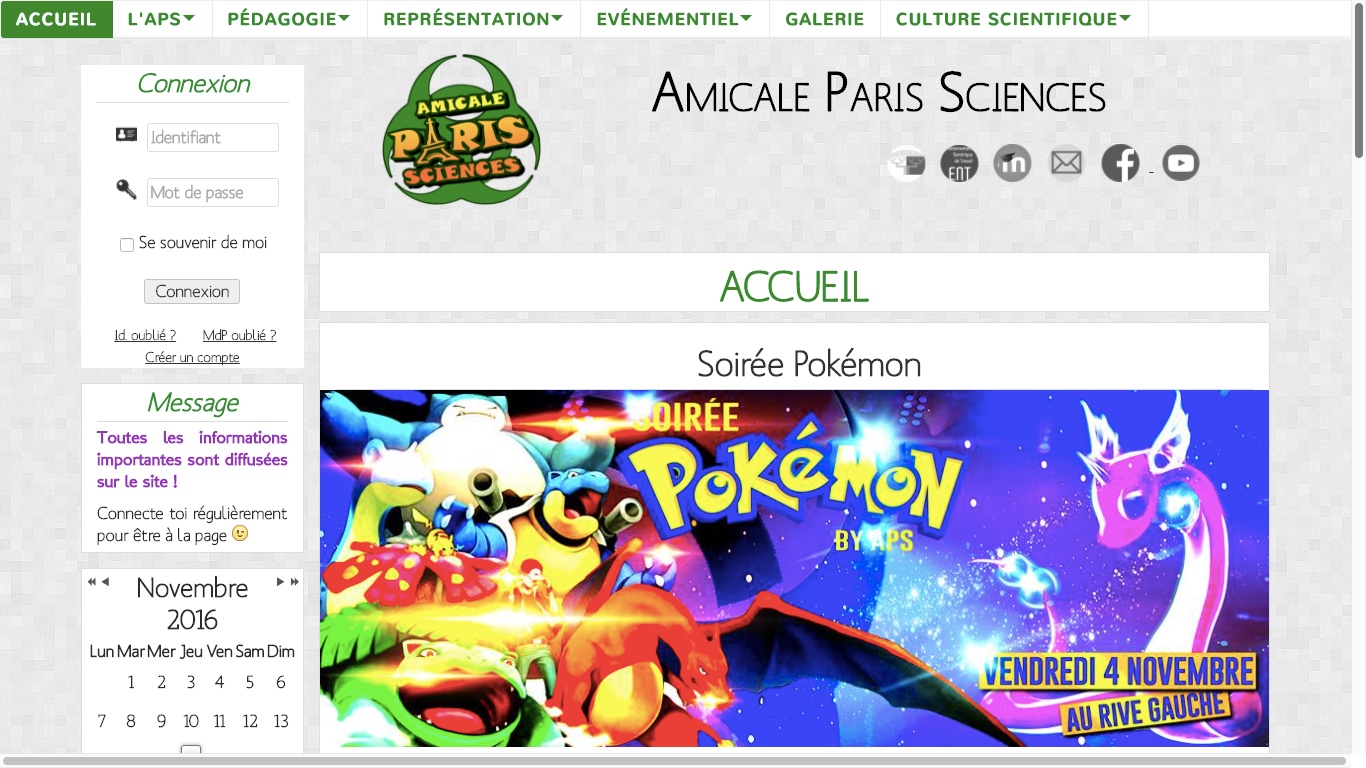 ACCUEIL
L'APS
PÉDAGOGIE
REPRÉSENTATION
EVÉNEMENTIEL
GALERIE
CULTURE SCIENTIFIQUE
AMICALE
PARIS
SCIENCES
Amicale Paris Sciences
ENT
Connexion
Identifiant
Mot de passe
Se souvenir de moi
Connexion
Id. oublié ?
MdP oublié ?
Créer un compte
Message
Toutes les informations
importantes sont diffusées
sur le site !
Connecte toi régulièrement
pour être à la page
Novembre
2016
Lun Mar Mer Jeu Ven Sam Dim
1 2 3 4 5 6
7 8 9 10 11 12 13
ACCUEIL
Soirée Pokémon
SOIRÉE
POKéMON
BY APS
VENDREDI 4 NOVEMBRE
AU RIVE GAUCHE